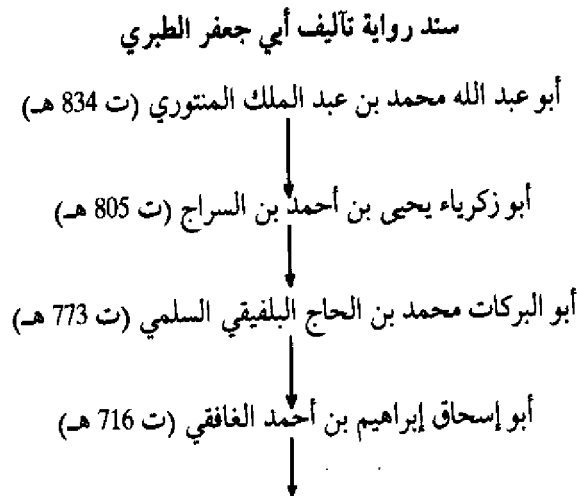 سند رواية تآليف أبي جعفر الطبري
أبو عبد الله محمد بن عبد الملك المنتوري (ت 834 هـ)
أبو زكرياء يحيى بن أحمد بن السراج (ت 805 هـ)
أبو البركات محمد بن الحاج البلفيقي السلمي (ت 773 هـ)
أبو إسحاق إبراهيم بن أحمد الغافقي (ت 716 هـ)